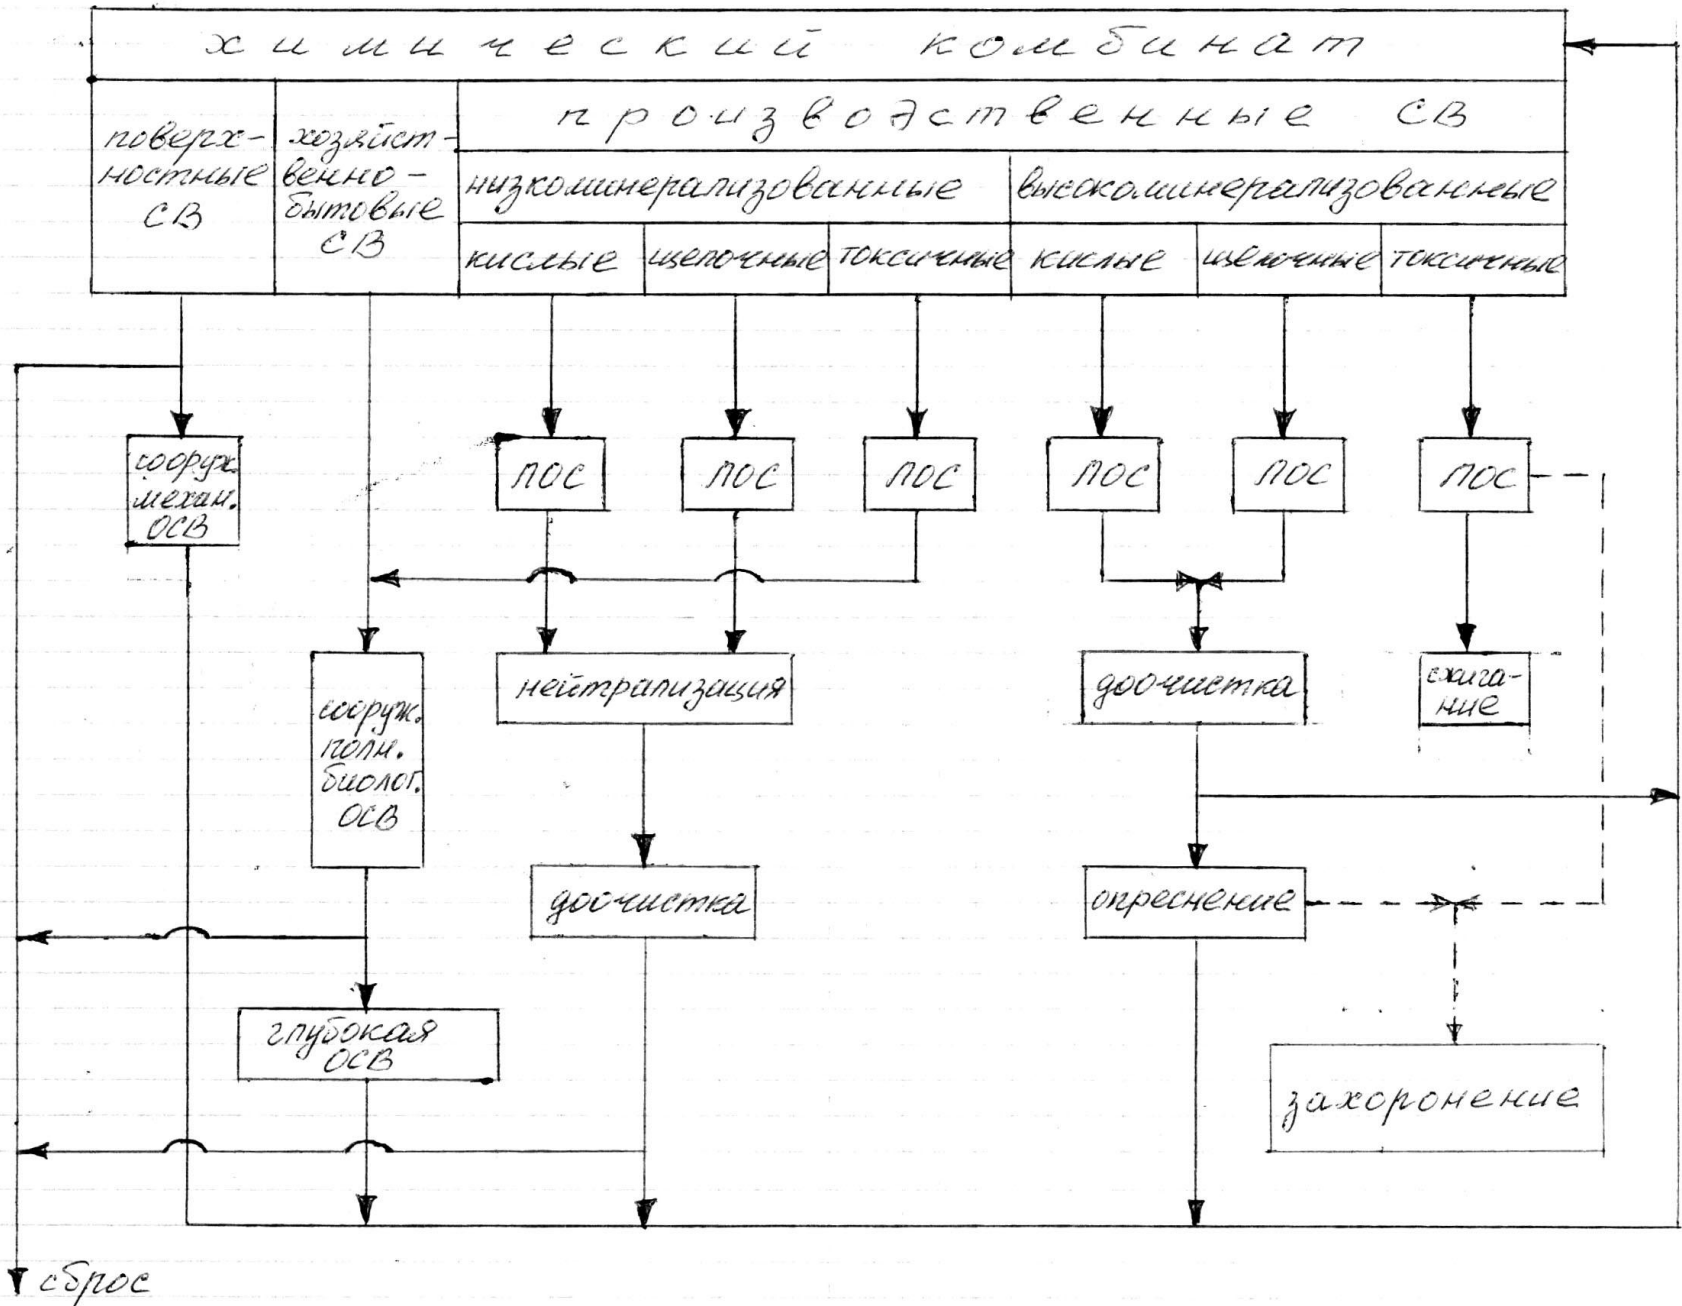 химический комбинат
поверх-
ностные
СВ
хозяйст-
венно-
бытовые
СВ
производственные СВ
низкоминерализованные
высокоминерализованные
кислые
щелочные
токсичные
кислые
щелочные
токсичные
сооруж.
механ.
ОСВ
ЛОС
ЛОС
ЛОС
ЛОС
ЛОС
ЛОС
сооруж.
полн.
биолог.
ОСВ
нейтрализация
доочистка
сжига-
ние
доочистка
опреснение
глубокая
ОСВ
захоронение
сброс